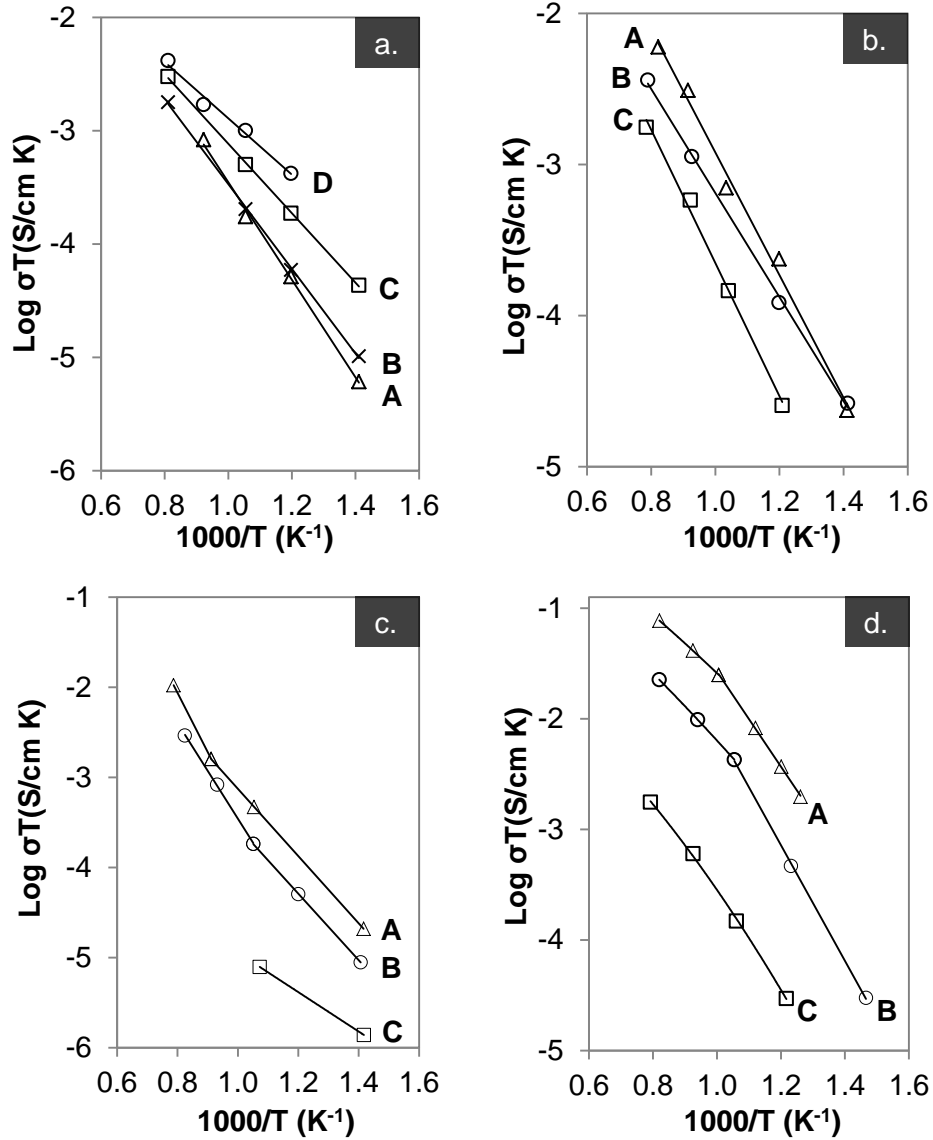 a.
-2
-3
-4
-5
-6
Log σT(S/cm K)
D
C
B
A
0.6 0.8 1.0 1.2 1.4 1.6
1000/T (K⁻¹)
b.
-2
-3
-4
-5
Log σT(S/cm K)
A
B
C
0.6 0.8 1.0 1.2 1.4 1.6
1000/T (K⁻¹)
c.
-1
-2
-3
-4
-5
-6
Log σT(S/cm K)
A
B
C
0.6 0.8 1.0 1.2 1.4 1.6
1000/T (K⁻¹)
d.
-1
-2
-3
-4
-5
Log σT(S/cm K)
A
C
B
0.6 0.8 1.0 1.2 1.4 1.6
1000/T (K⁻¹)